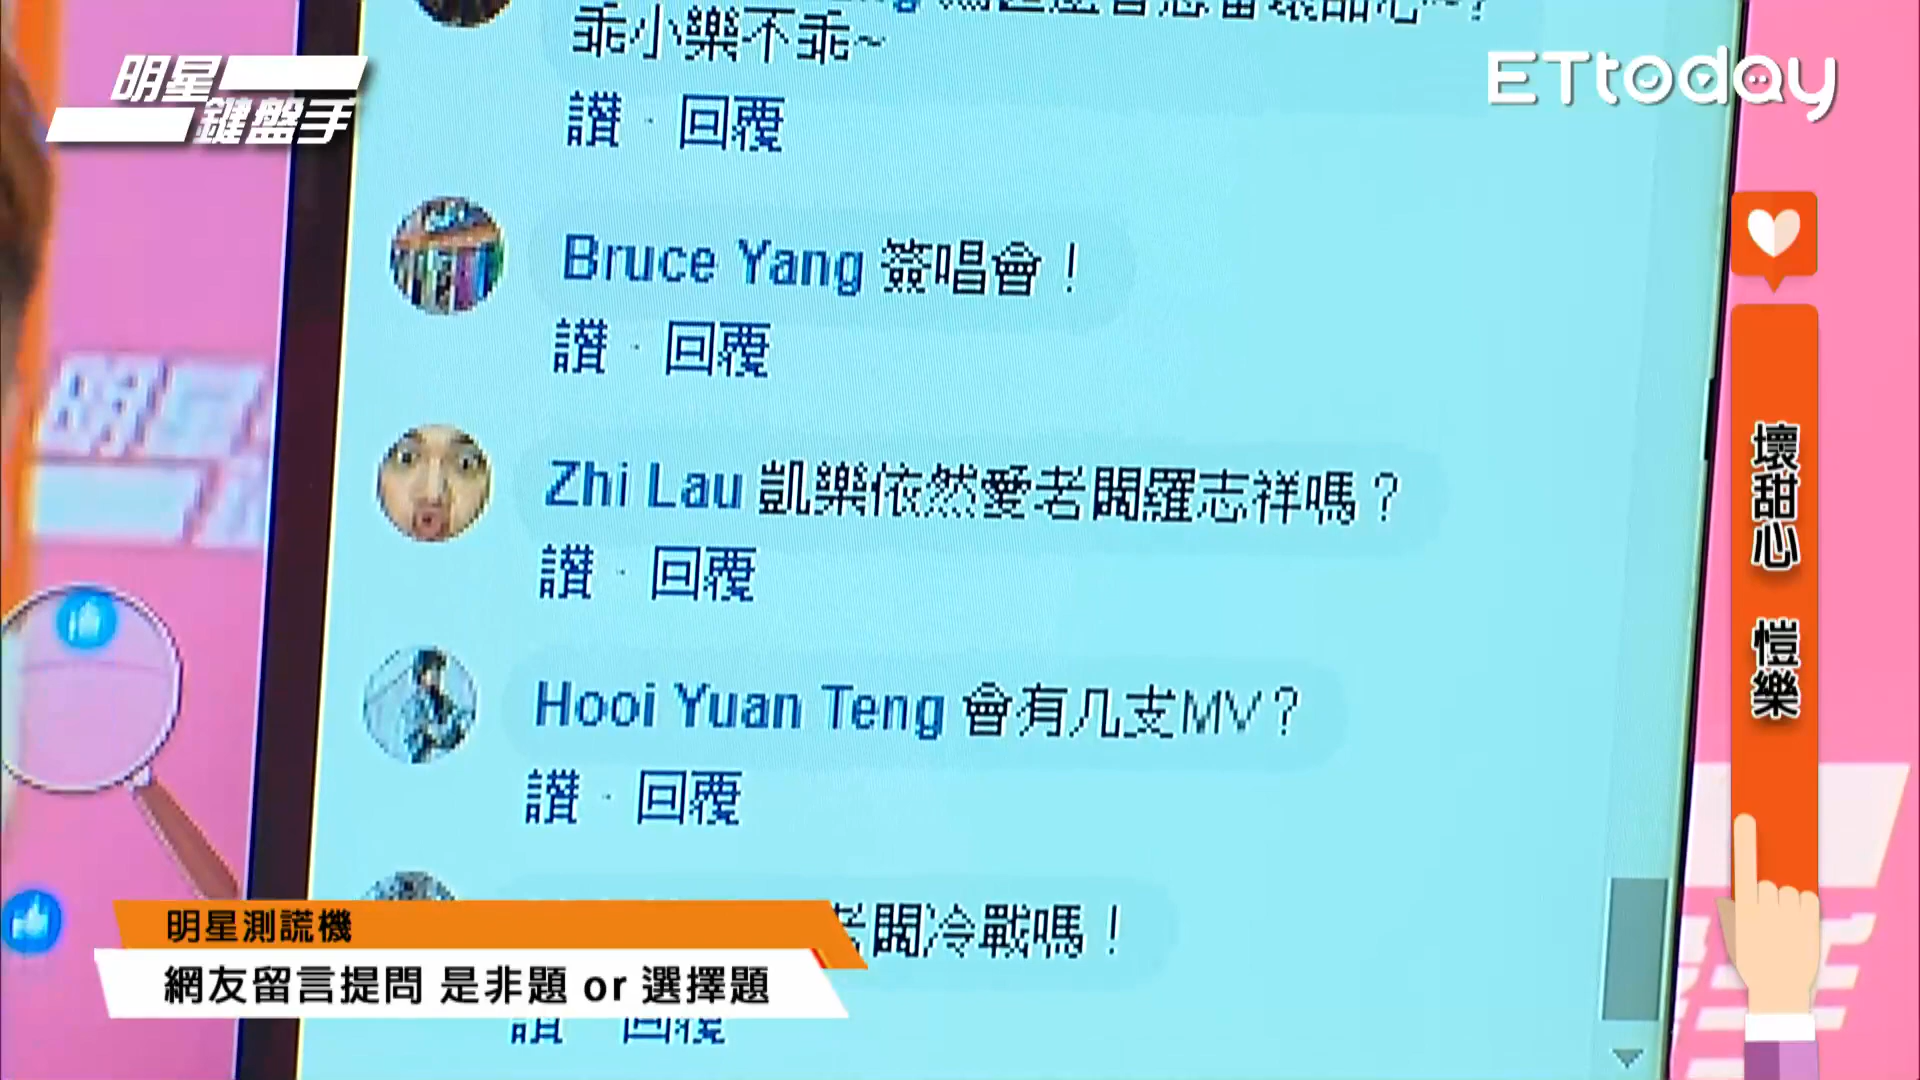 明星
鍵盤手
ETtoday
乖小樂不乖~
讚 · 回覆
Bruce Yang 簽唱會！
讚 · 回覆
Zhi Lau 凱樂依然愛老闆羅志祥嗎？
讚 · 回覆
Hooi Yuan Teng 會有几支MV？
讚 · 回覆
老闆冷戰嗎！
讚 · 回覆
壞甜心 愷樂
明星測謊機
網友留言提問 是非題 or 選擇題